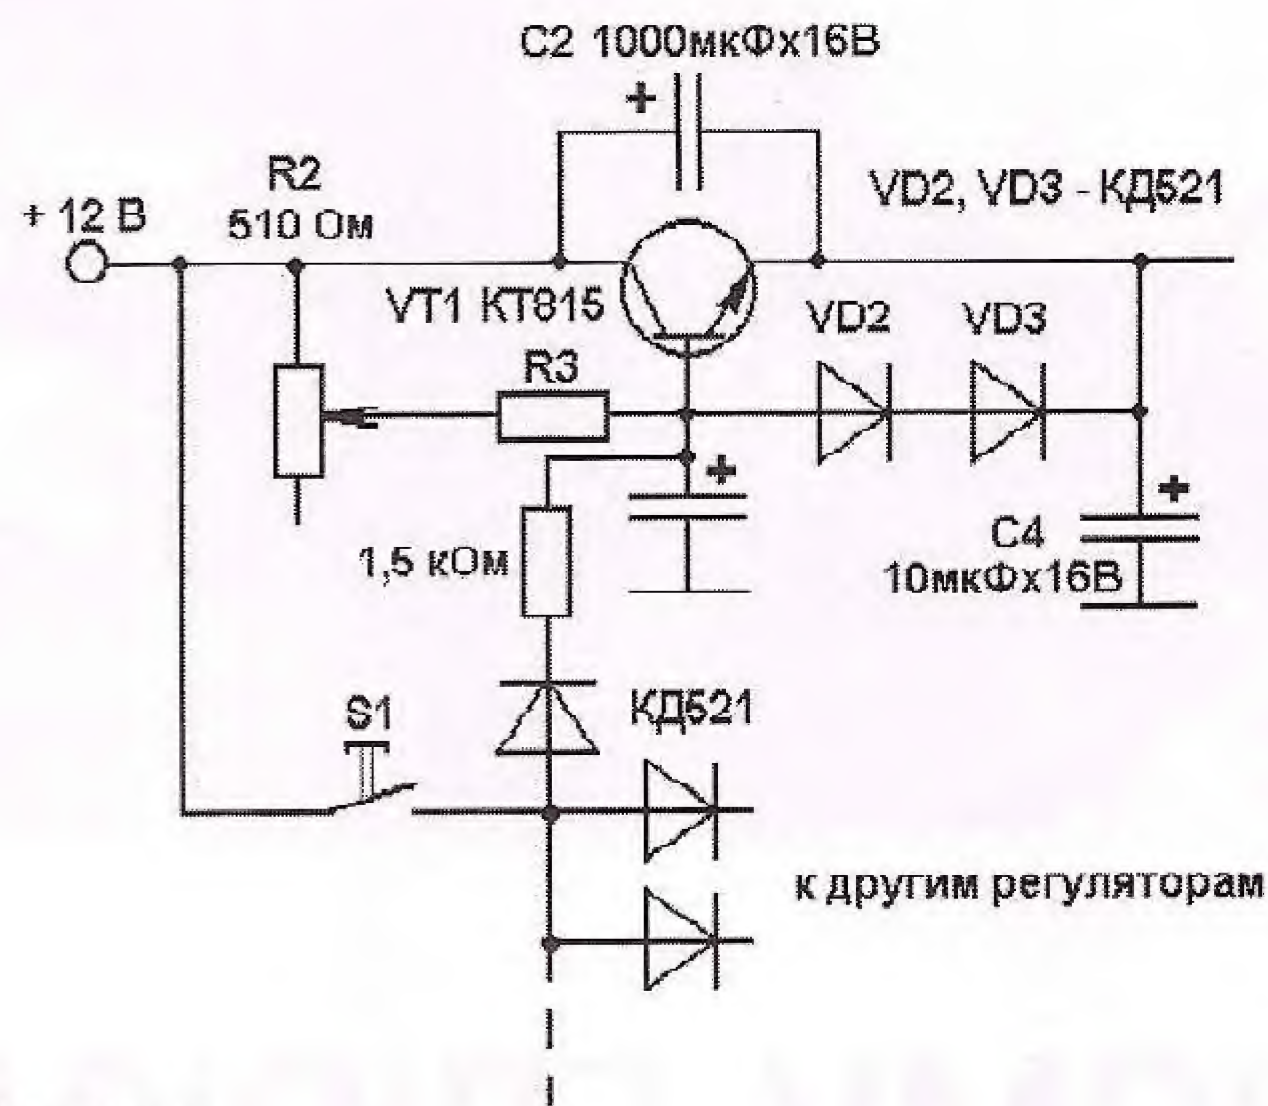 C2 1000мкФх16В
+
R2
510 Ом
+ 12 В
VD2, VD3 - КД521
VT1 КТ815
VD2
VD3
R3
+
+
1,5 кОм
C4
10мкФх16В
S1
КД521
к другим регуляторам